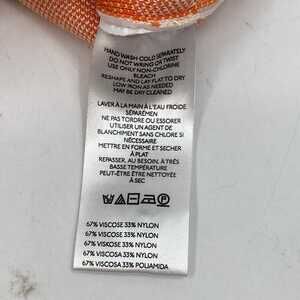 HAND WASH COLD SEPARATELY
DO NOT WRING OR TWIST
USE ONLY NON-CHLORINE
BLEACH
RESHAPE AND LAY FLAT TO DRY
LOW IRON AS NEEDED
MAY BE DRY CLEANED
LAVER À LA MAIN À L'EAU FROIDE
SÉPARÉMEN
NE PAS TORDRE OU ESSORER
UTILISER UN AGENT DE
BLANCHIMENT SANS CHLORE SI
NÉCESSAIRE
METTRE EN FORME ET SÉCHER
À PLAT
REPASSER, AU BESOIN, À TRÈS
BASSE TEMPÉRATURE
PEUT-ÊTRE ÊTRE NETTOYÉE
À SEC
P
67% VISCOSE 33% NYLON
67% VISCOSE 33% NYLON
67% VISKOSE 33% NYLON
67% VISCOSA 33% NYLON
67% VISCOSA 33% POLIAMIDA